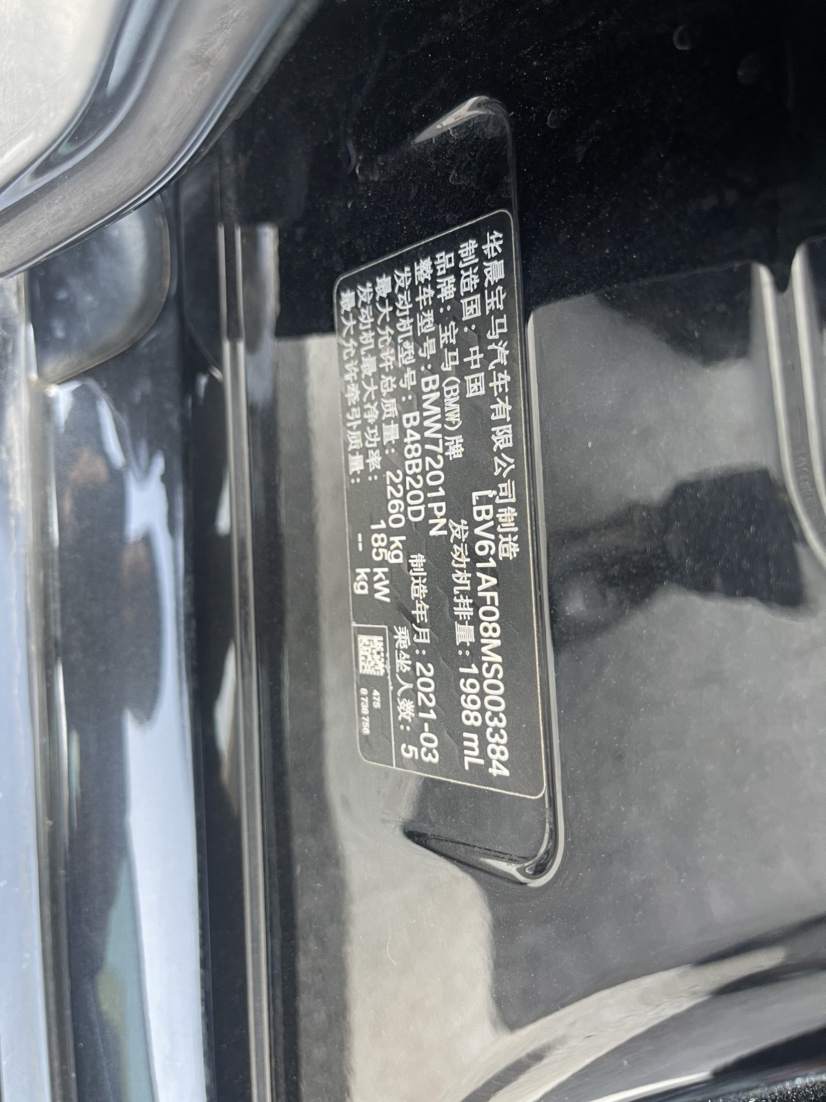 华晨宝马汽车有限公司制造
制造国：中国 LBV61AF08MS003384
品牌：宝马(BMW)牌 发动机排量：1998 mL
整车型号：BMW7201PN 制造年月：2021-03
发动机型号：B48B20D 乘坐人数：5
最大允许总质量：2260 kg
发动机最大净功率：185 kW
最大允许牵引质量：-- kg
475
8 738 756